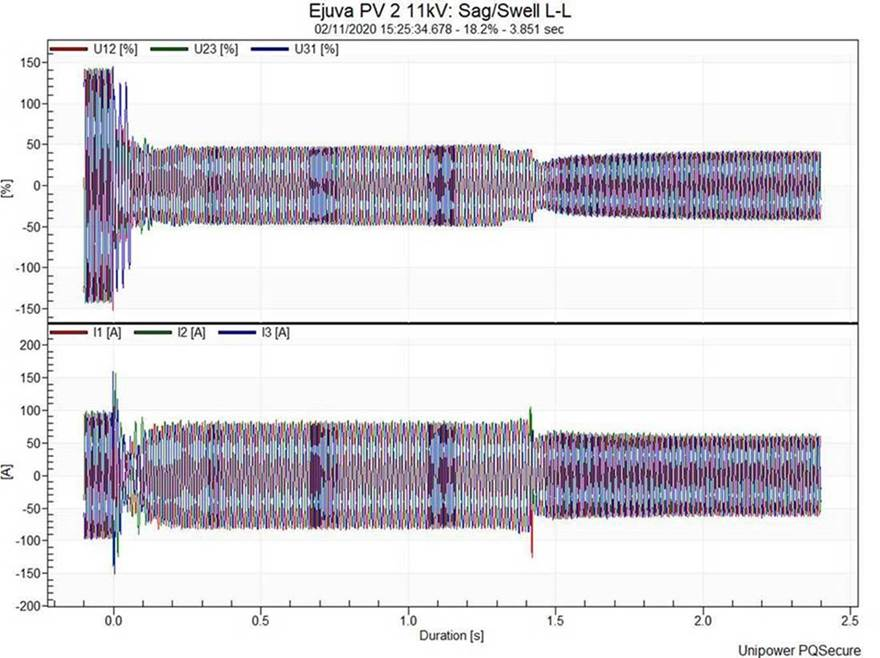 Ejuva PV 2 11kV: Sag/Swell L-L
02/11/2020 15:25:34.678 - 18.2% - 3.851 sec
U12 [%] U23 [%] U31 [%]
150
100
50
0
-50
-100
-150
[%]
I1 [A] I2 [A] I3 [A]
200
150
100
50
0
-50
-100
-150
-200
[A]
0.0 0.5 1.0 1.5 2.0 2.5
Duration [s]
Unipower PQSecure